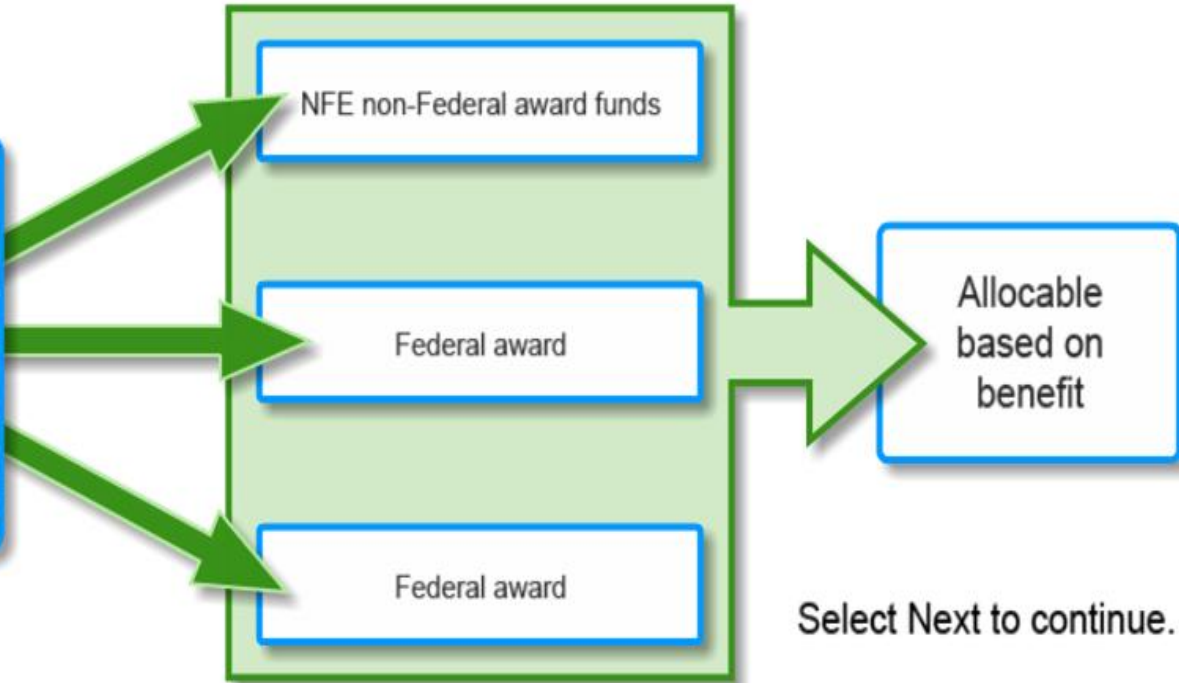 NFE non-Federal award funds
Federal award
Federal award
Allocable
based on
benefit
Select Next to continue.